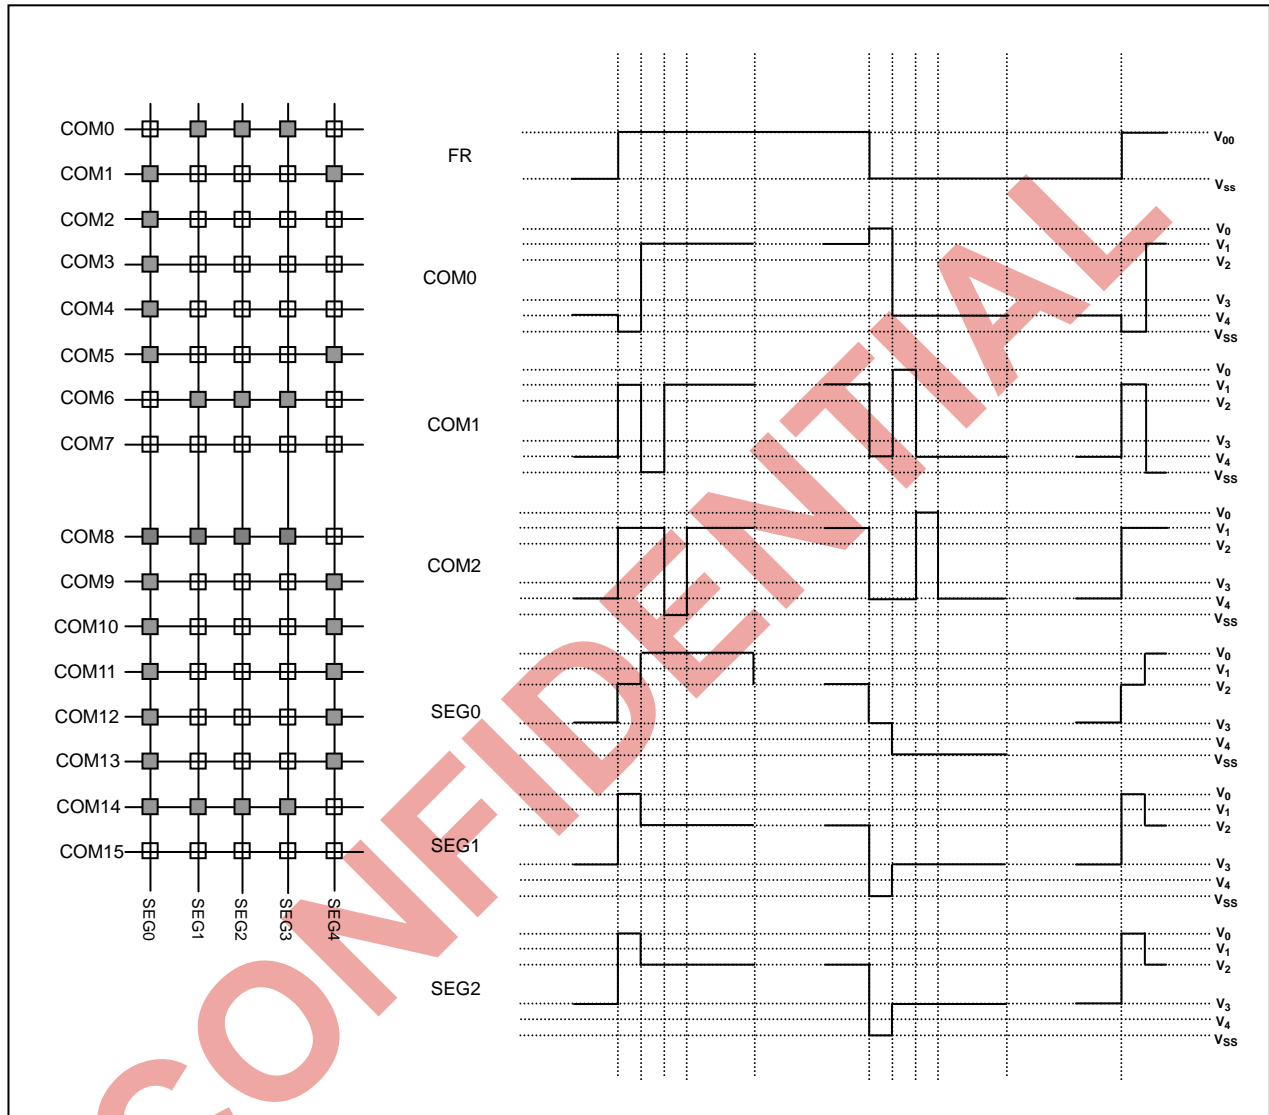 COM0
COM1
COM2
COM3
COM4
COM5
COM6
COM7
COM8
COM9
COM10
COM11
COM12
COM13
COM14
COM15
SEG0
SEG1
SEG2
SEG3
SEG4
FR
V00
VSS
COM0
V0
V1
V2
V3
V4
VSS
COM1
V0
V1
V2
V3
V4
VSS
COM2
V0
V1
V2
V3
V4
VSS
SEG0
V0
V1
V2
V3
V4
VSS
SEG1
V0
V1
V2
V3
V4
VSS
SEG2
V0
V1
V2
V3
V4
VSS
CONFIDENTIAL